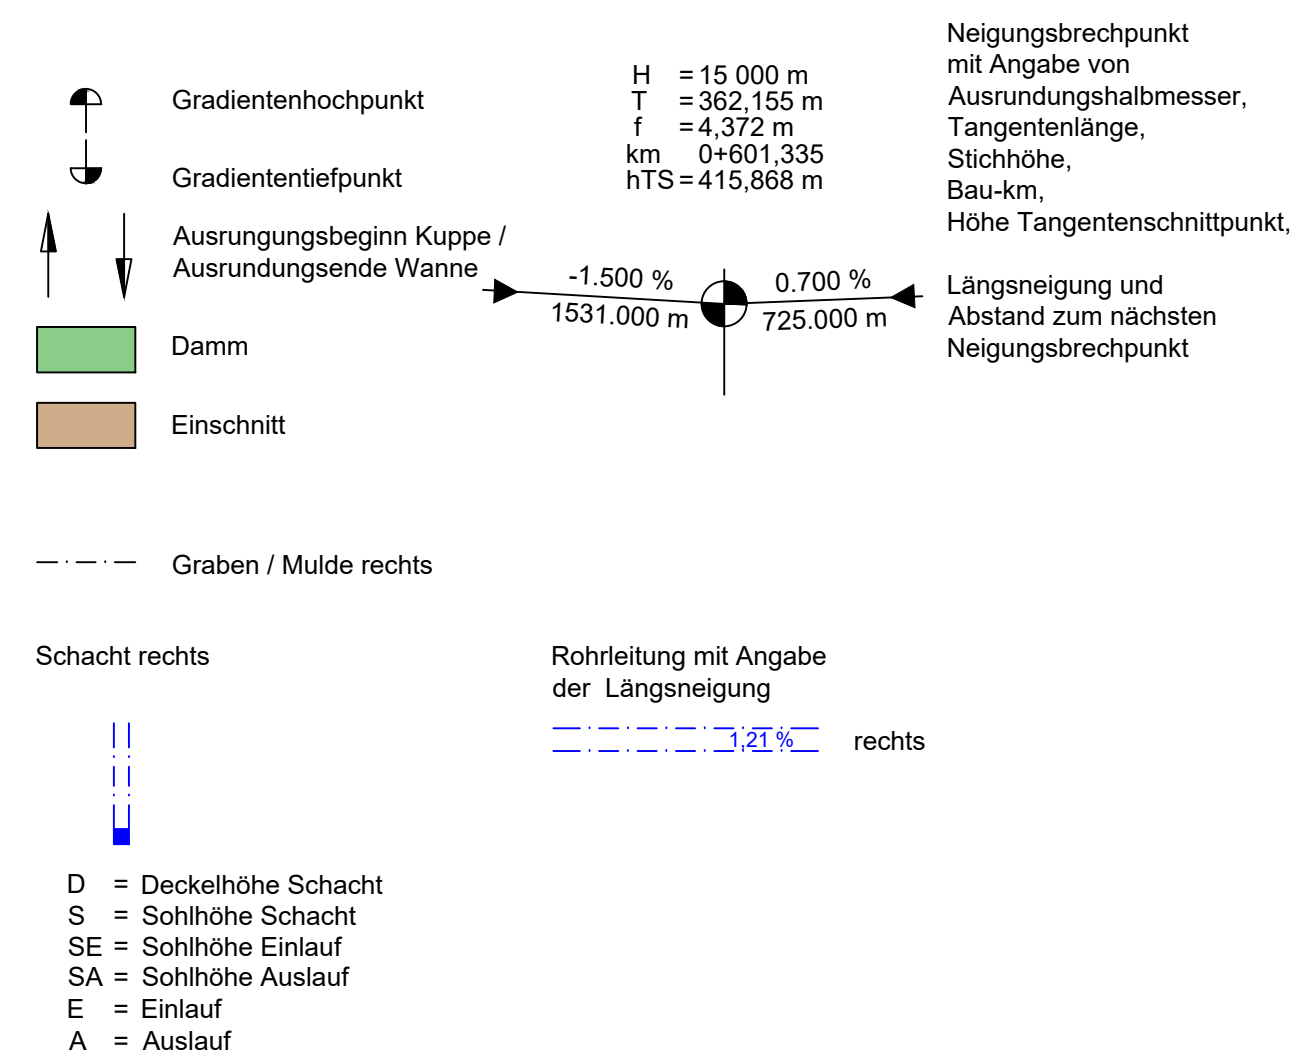 Gradientenhochpunkt
Gradiententiefpunkt
Ausrungungsbeginn Kuppe /
Ausrundungsende Wanne
Damm
Einschnitt
H = 15 000 m
T = 362,155 m
f = 4,372 m
km 0+601,335
hTS = 415,868 m
-1.500 %
1531.000 m
0.700 %
725.000 m
Neigungsbrechpunkt
mit Angabe von
Ausrundungshalbmesser,
Tangentenlänge,
Stichhöhe,
Bau-km,
Höhe Tangentenschnittpunkt,
Längsneigung und
Abstand zum nächsten
Neigungsbrechpunkt
Graben / Mulde rechts
Schacht rechts
Rohrleitung mit Angabe
der Längsneigung
1,21 %
rechts
D = Deckelhöhe Schacht
S = Sohlhöhe Schacht
SE = Sohlhöhe Einlauf
SA = Sohlhöhe Auslauf
E = Einlauf
A = Auslauf